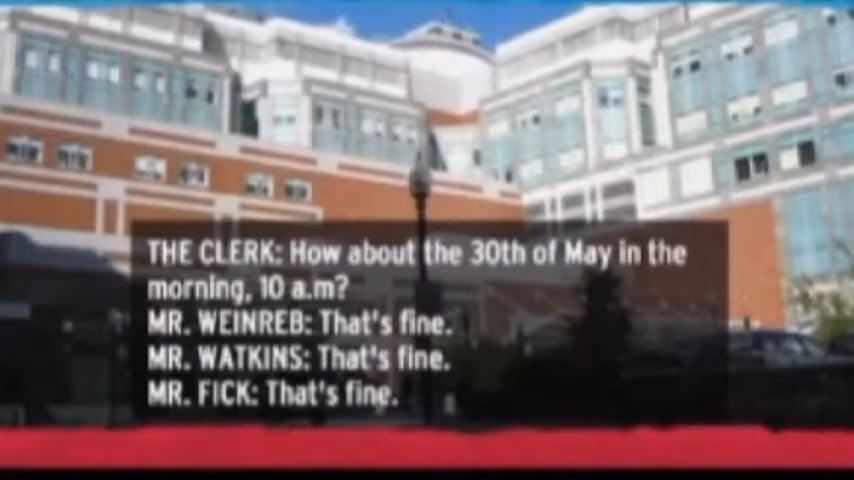 THE CLERK: How about the 30th of May in the
morning, 10 a.m?
MR. WEINREB: That's fine.
MR. WATKINS: That's fine.
MR. FICK: That's fine.